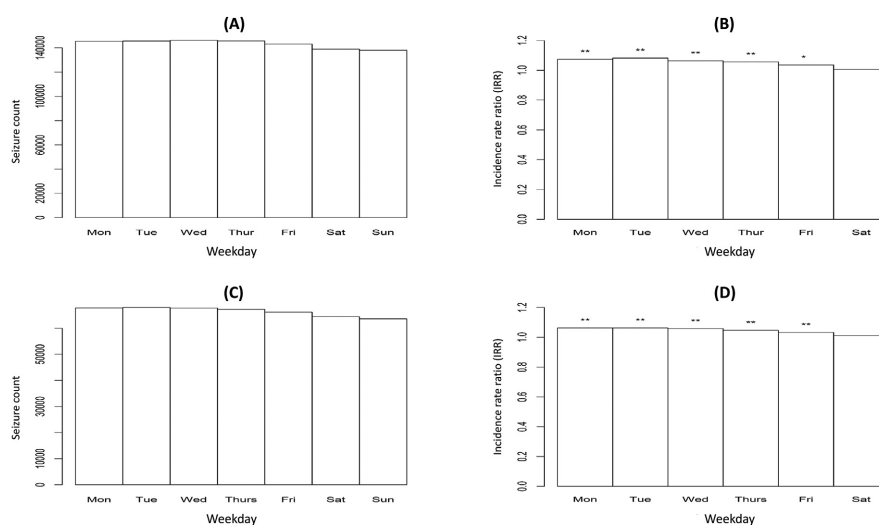 (A)
Seizure count
140000
100000
60000
20000
0
Mon Tue Wed Thur Fri Sat Sun
Weekday
(B)
Incidence rate ratio (IRR)
1.2
1.0
0.8
0.6
0.4
0.2
0.0
** ** ** ** *
Mon Tue Wed Thur Fri Sat
Weekday
(C)
Seizure count
50000
30000
10000
0
Mon Tue Wed Thurs Fri Sat Sun
Weekday
(D)
Incidence rate ratio (IRR)
1.2
1.0
0.8
0.6
0.4
0.2
0.0
** ** ** ** **
Mon Tue Wed Thurs Fri Sat
Weekday